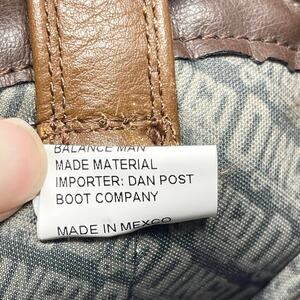 BALANCE MAN
MADE MATERIAL
IMPORTER: DAN POST
BOOT COMPANY
MADE IN MEXCO